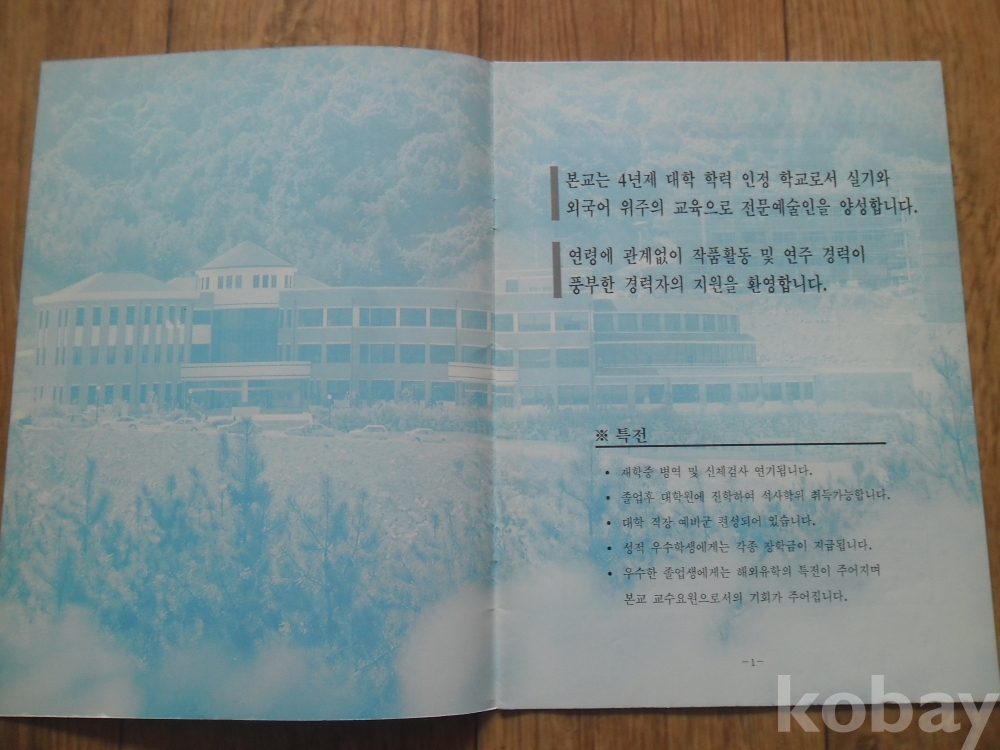 본교는 4년제 대학 학력 인정 학교로서 실기와
외국어 위주의 교육으로 전문예술인을 양성합니다.
연령에 관계없이 작품활동 및 연주 경력이
풍부한 경력자의 지원을 환영합니다.
※ 특전
• 재학중 병역 및 신체검사 연기됩니다.
• 졸업후 대학원에 진학하여 석사학위 취득가능합니다.
• 대학 직장 예비군 편성되어 있습니다.
• 성적 우수학생에게는 각종 장학금이 지급됩니다.
• 우수한 졸업생에게는 해외유학의 특전이 주어지며
본교 교수요원으로서의 기회가 주어집니다.
-1-
kobay